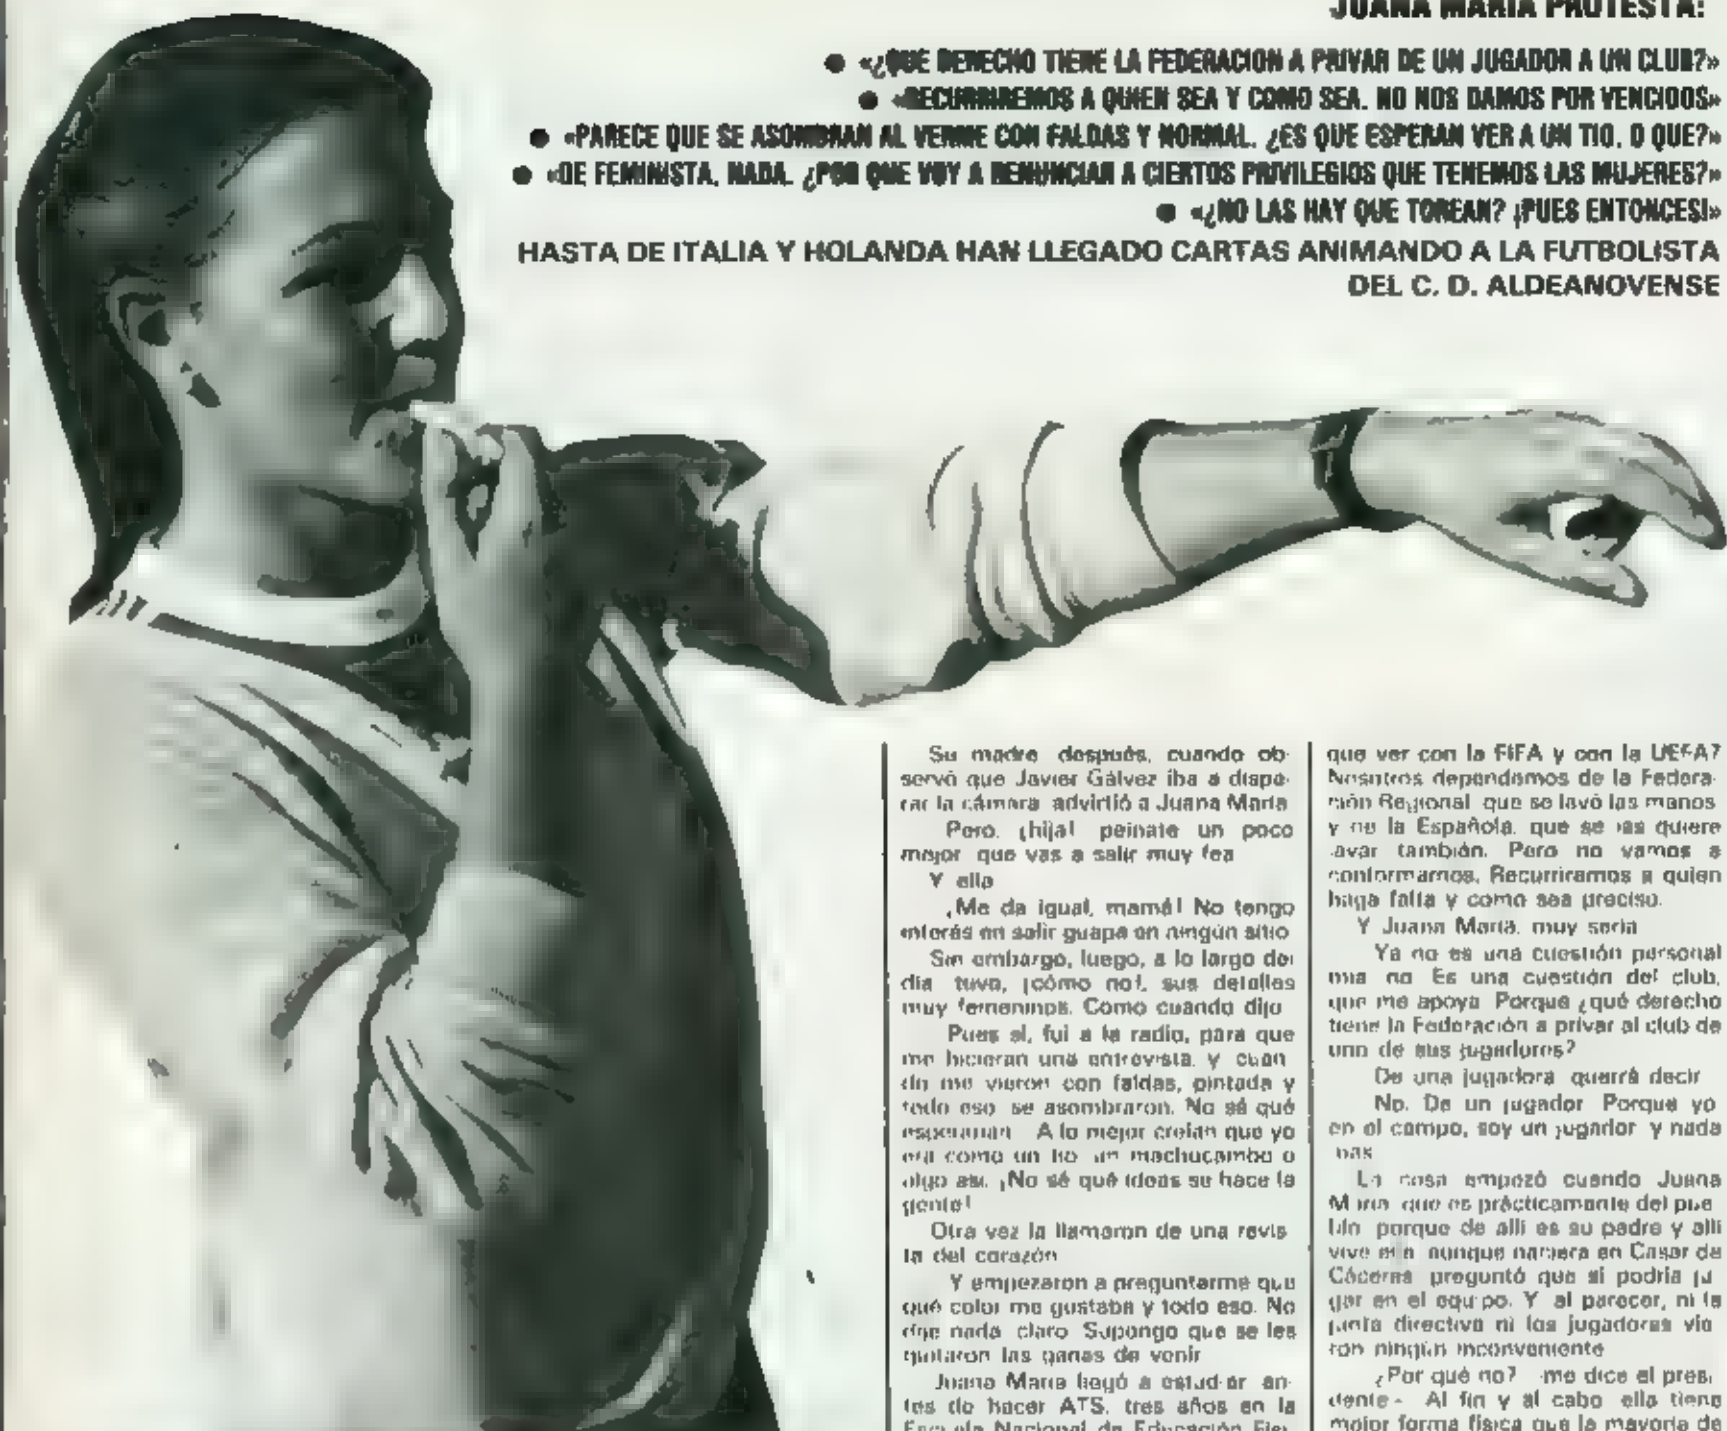 JUANA MARIA PROTESTA:
● «¿QUE DERECHO TIENE LA FEDERACION A PRIVAR DE UN JUGADOR A UN CLUB?»
● «RECURRIREMOS A QUIEN SEA Y COMO SEA. NO NOS DAMOS POR VENCIDOS»
● «PARECE QUE SE ASOMBRAN AL VERME CON FALDAS Y NORMAL. ¿ES QUE ESPERAN VER A UN TIO, O QUE?»
● «DE FEMINISTA, NADA. ¿POR QUE VOY A RENUNCIAR A CIERTOS PRIVILEGIOS QUE TENEMOS LAS MUJERES?»
● «¿NO LAS HAY QUE TOREAN? ¡PUES ENTONCES!»
HASTA DE ITALIA Y HOLANDA HAN LLEGADO CARTAS ANIMANDO A LA FUTBOLISTA
DEL C. D. ALDEANOVENSE
Su madre después, cuando ob-
servó que Javier Gálvez iba a dispa-
rar la cámara advirtió a Juana María
Pero, ¡hija! peinate un poco
mejor que vas a salir muy fea
Y ella
¡Me da igual, mamá! No tengo
interés en salir guapa en ningún sitio
Sin embargo, luego, a lo largo del
día tuvo, ¡cómo no!, sus detalles
muy femeninos. Como cuando dijo
Pues sí, fui a la radio, para que
me hicieran una entrevista, y cuan-
do me vieron con faldas, pintada y
todo eso se asombraron. No sé qué
esperarían A lo mejor creían que yo
era como un tío un machucambo o
algo así. ¡No sé qué ideas se hace la
gente!
Otra vez la llamaron de una revis
ta del corazón
Y empezaron a preguntarme que
qué color me gustaba y todo eso. No
dije nada claro Supongo que se les
quitaron las ganas de venir
Juana María llegó a estudiar an-
tes de hacer ATS, tres años en la
Escuela Nacional de Educación Físi-
que ver con la FIFA y con la UEFA?
Nosotros dependemos de la Federa-
ción Regional que se lavó las manos
y de la Española, que se las quiere
lavar también. Pero no vamos a
conformarnos. Recurriremos a quien
haga falta y como sea preciso.
Y Juana María, muy seria
Ya no es una cuestión personal
mía no Es una cuestión del club,
que me apoya Porque ¿qué derecho
tiene la Federación a privar al club de
uno de sus jugadores?
De una jugadora querrá decir
No. De un jugador Porque yo
en el campo, soy un jugador y nada
más
La cosa empezó cuando Juana
María que es prácticamente del pue
blo porque de allí es su padre y allí
vive ella aunque naciera en Casar de
Cáceres preguntó que si podría ju
gar en el equipo. Y al parecer, ni la
junta directiva ni los jugadores vie
ron ningún inconveniente
¿Por qué no? me dice el presi
dente- Al fin y al cabo ella tiene
mejor forma física que la mayoría de